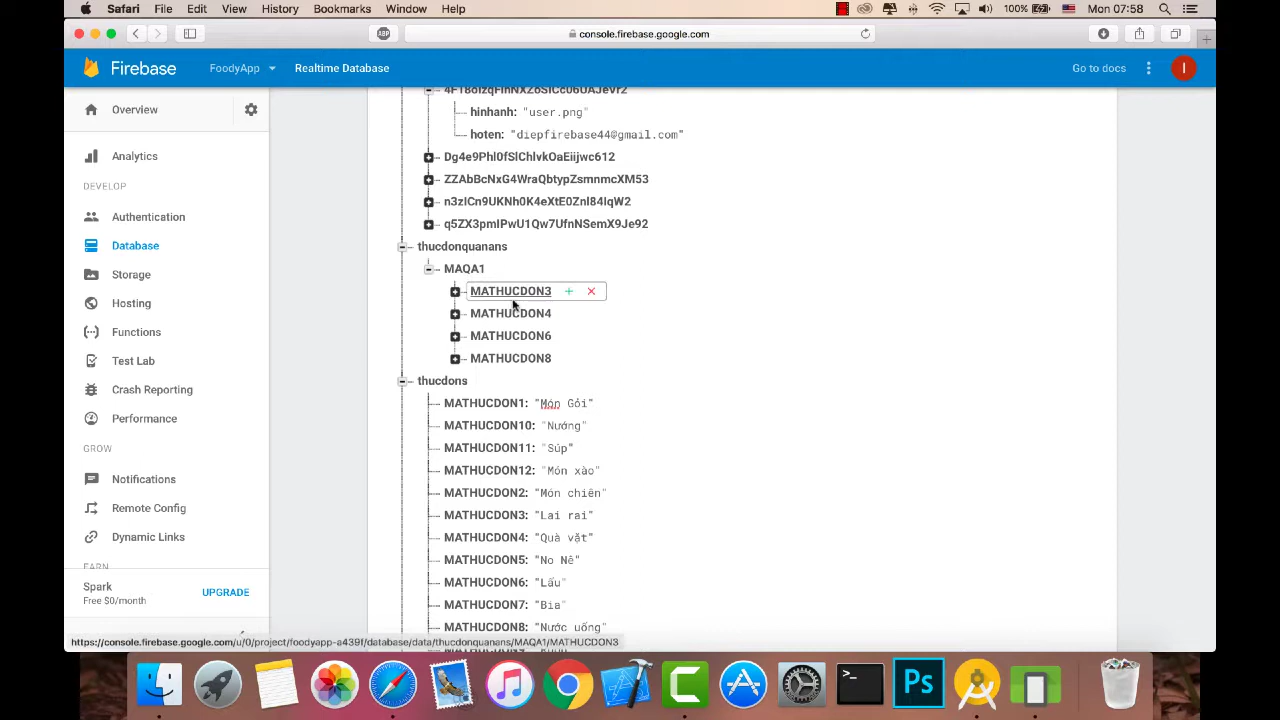 Safari File Edit View History Bookmarks Window Help 100% Mon 07:58
ABP console.firebase.google.com
Firebase FoodyApp Realtime Database Go to docs I
Overview
Analytics
DEVELOP
Authentication
Database
Storage
Hosting
Functions
Test Lab
Crash Reporting
Performance
GROW
Notifications
Remote Config
Dynamic Links
EARN
Spark
Free $0/month
UPGRADE
hinhanh: "user.png"
hoten: "diepfirebase44@gmail.com"
Dg4e9Phl0fSlChlvkOaEiijwc612
ZZAbBcNxG4WraQbtypZsmnmcXM53
n3zICn9UKNh0K4eXtE0Znl84IqW2
q5ZX3pmIPwU1Qw7UfnNSemX9Je92
thucdonquanans
MAQA1
MATHUCDON3
MATHUCDON4
MATHUCDON6
MATHUCDON8
thucdons
MATHUCDON1: "Món Gỏi"
MATHUCDON10: "Nướng"
MATHUCDON11: "Súp"
MATHUCDON12: "Món xào"
MATHUCDON2: "Món chiên"
MATHUCDON3: "Lai rai"
MATHUCDON4: "Quà vặt"
MATHUCDON5: "No Nê"
MATHUCDON6: "Lẩu"
MATHUCDON7: "Bia"
MATHUCDON8: "Nước uống"
https://console.firebase.google.com/u/0/project/foodyapp-a439f/database/data/thucdonquanans/MAQA1/MATHUCDON3
Ps